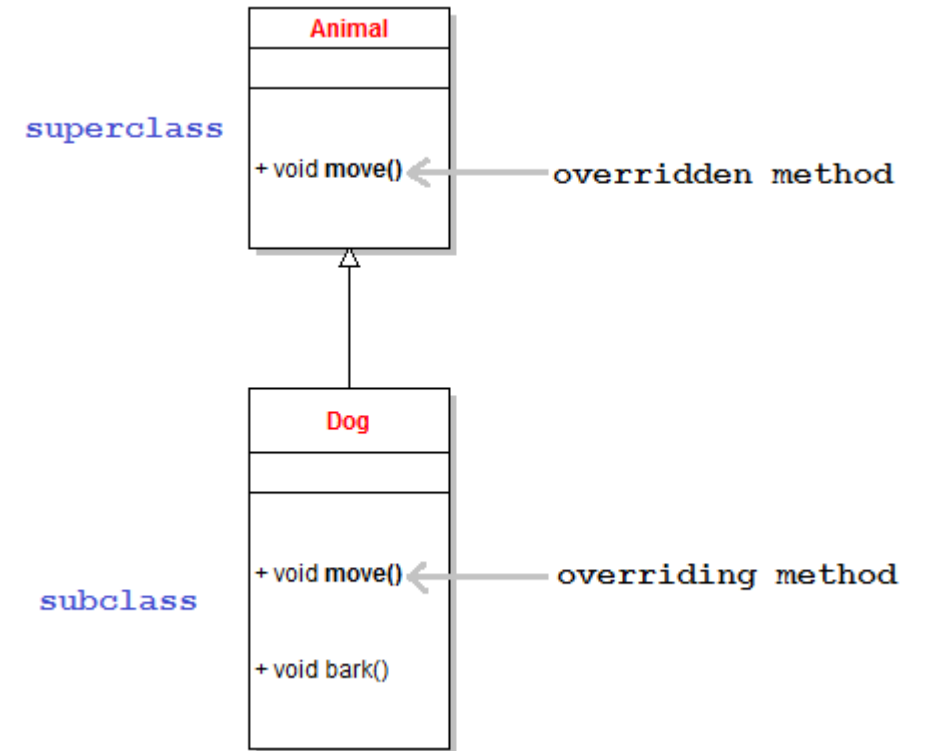 Animal
superclass
+ void move()
overridden method
Dog
+ void move()
overriding method
subclass
+ void bark()